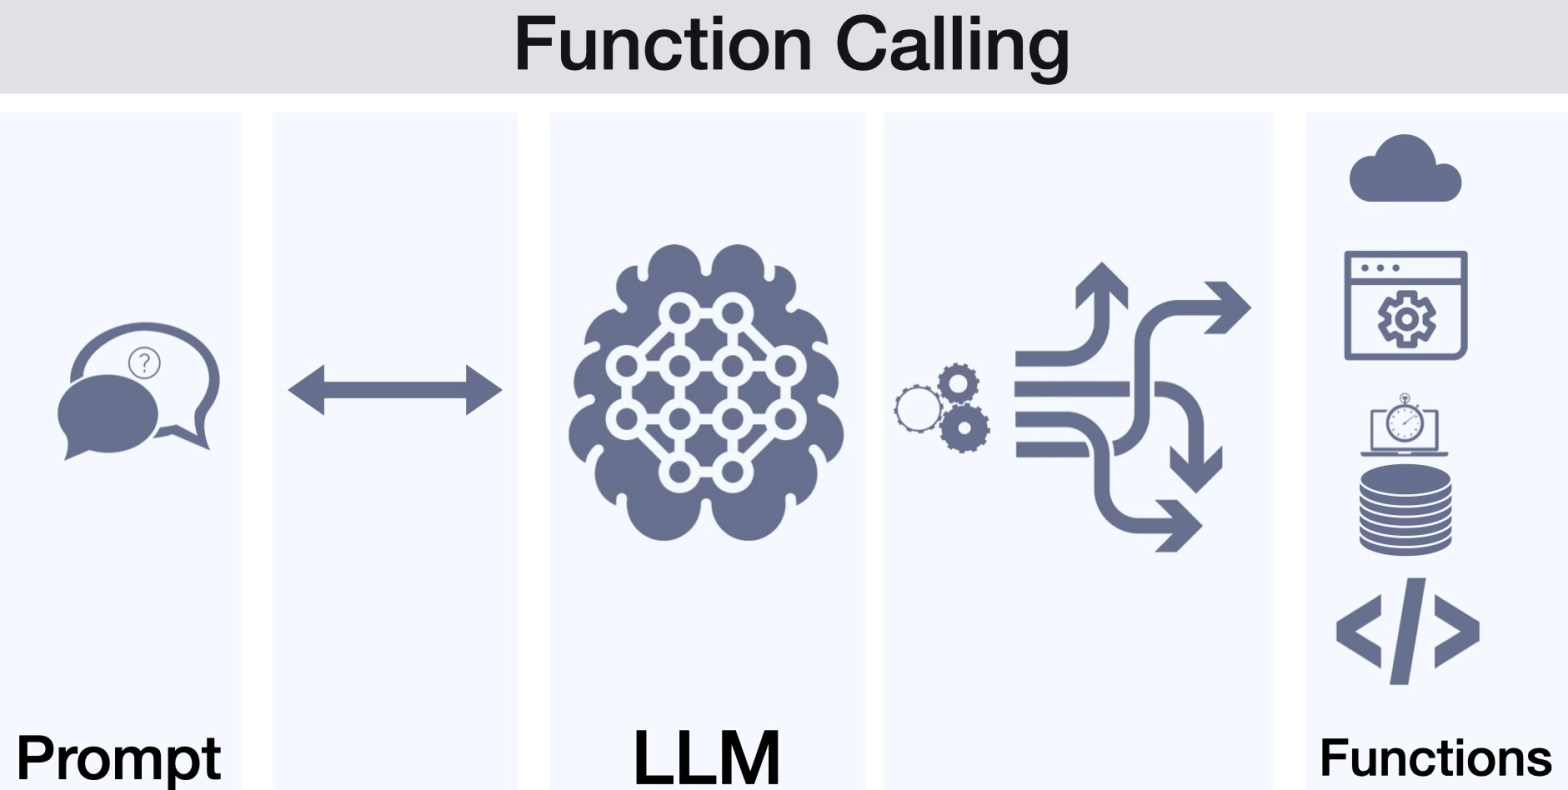 Function Calling
?
</>
Prompt
LLM
Functions